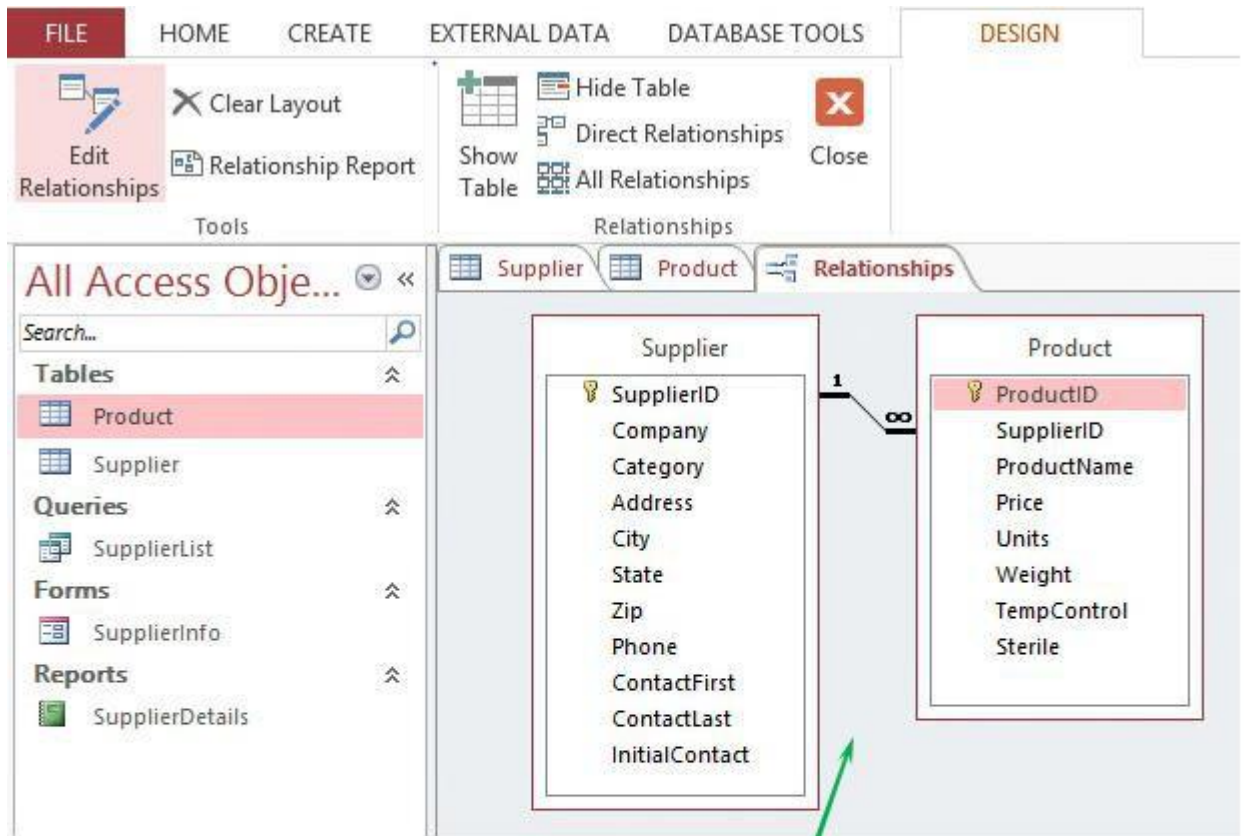 FILE HOME CREATE EXTERNAL DATA DATABASE TOOLS DESIGN
Edit
Relationships
Clear Layout
Relationship Report
Tools
Show
Table
Hide Table
Direct Relationships
All Relationships
Close
Relationships
All Access Obje... «
Search...
Tables
Product
Supplier
Queries
SupplierList
Forms
SupplierInfo
Reports
SupplierDetails
Supplier Product Relationships
Supplier
SupplierID
Company
Category
Address
City
State
Zip
Phone
ContactFirst
ContactLast
InitialContact
1
∞
Product
ProductID
SupplierID
ProductName
Price
Units
Weight
TempControl
Sterile